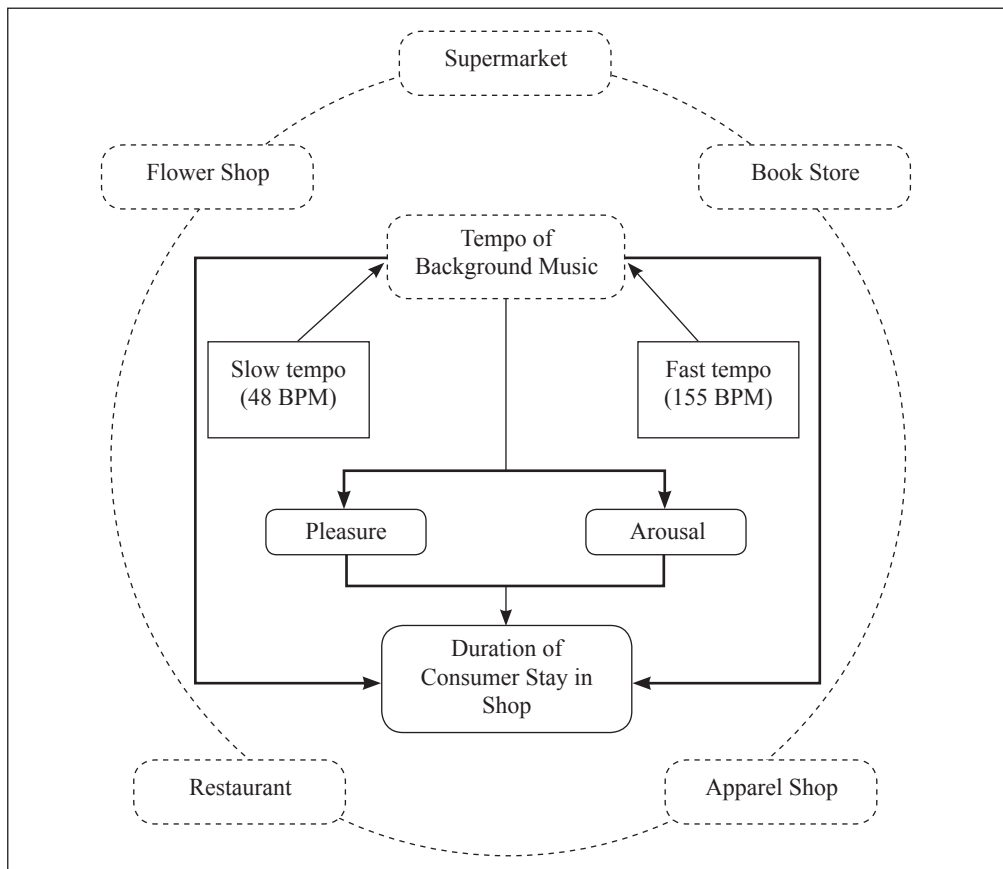 Supermarket
Flower Shop
Book Store
Tempo of
Background Music
Slow tempo
(48 BPM)
Fast tempo
(155 BPM)
Pleasure
Arousal
Duration of
Consumer Stay in
Shop
Restaurant
Apparel Shop